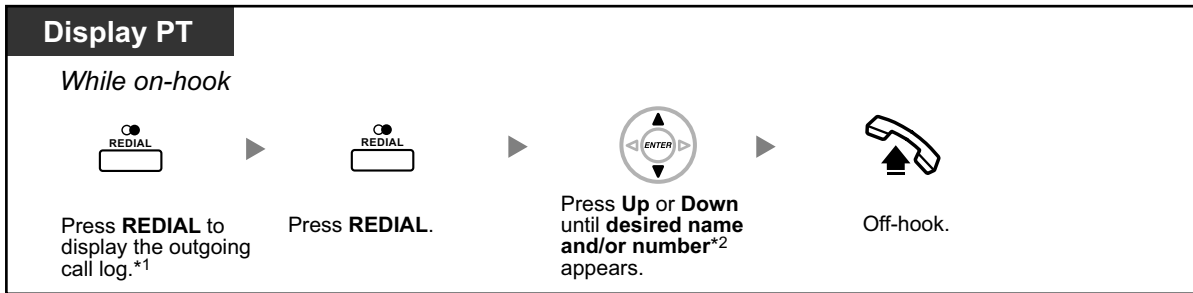 Display PT
While on-hook
REDIAL
REDIAL
ENTER
Press REDIAL to
display the outgoing
call log.*1
Press REDIAL.
Press Up or Down
until desired name
and/or number*2
appears.
Off-hook.